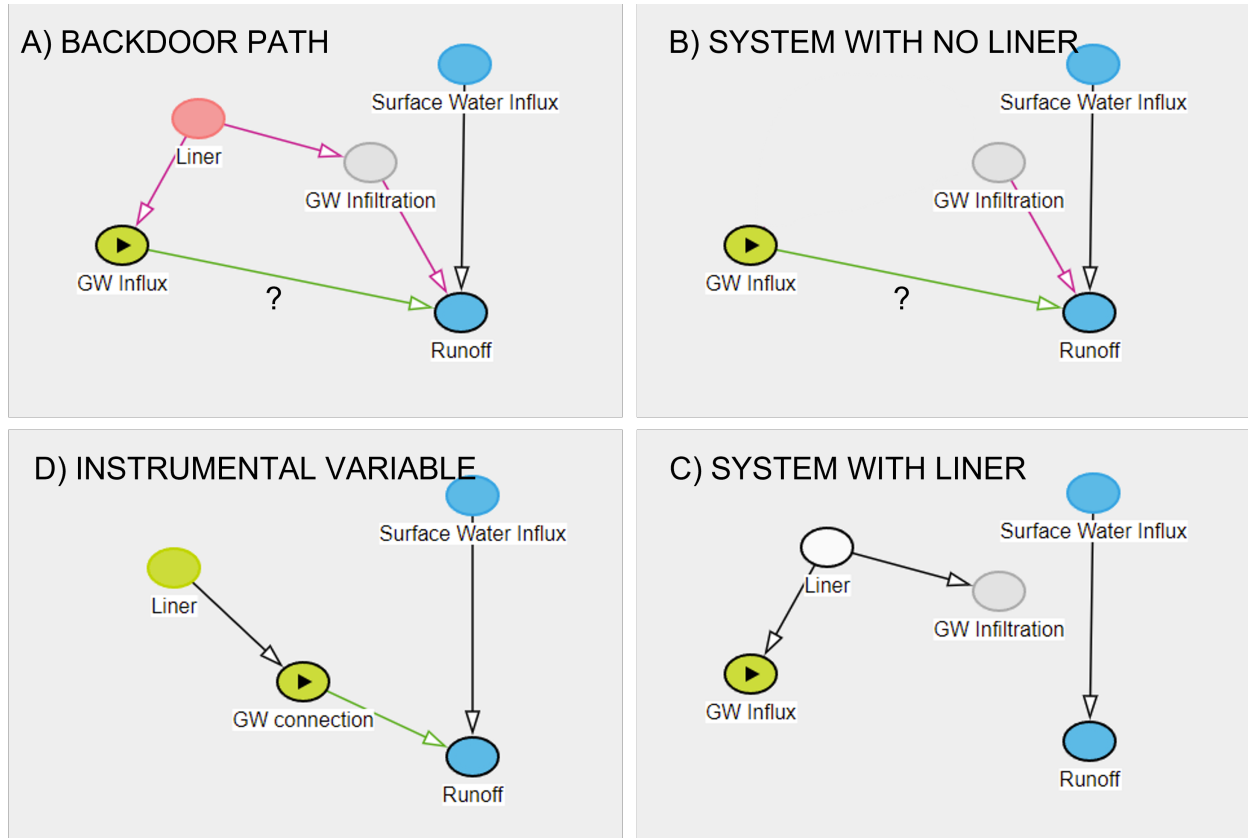 A) BACKDOOR PATH
Surface Water Influx
Liner
GW Infiltration
GW Influx
?
Runoff
B) SYSTEM WITH NO LINER
Surface Water Influx
GW Infiltration
GW Influx
?
Runoff
D) INSTRUMENTAL VARIABLE
Surface Water Influx
Liner
GW connection
Runoff
C) SYSTEM WITH LINER
Surface Water Influx
Liner
GW Infiltration
GW Influx
Runoff